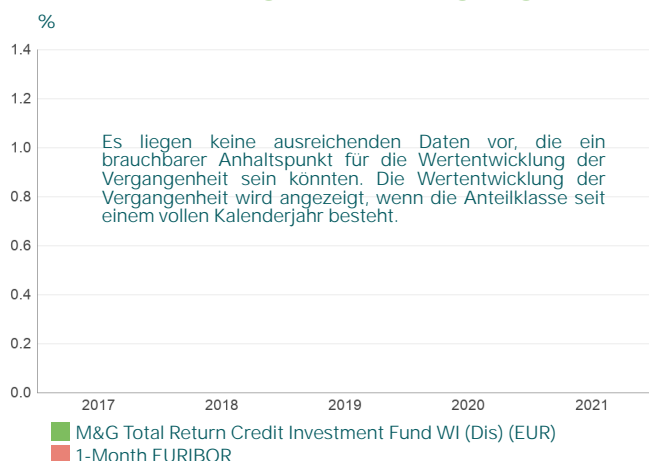 %
1.4
1.2
1.0
0.8
0.6
0.4
0.2
0.0
Es liegen keine ausreichenden Daten vor, die ein
brauchbarer Anhaltspunkt für die Wertentwicklung der
Vergangenheit sein könnten. Die Wertentwicklung der
Vergangenheit wird angezeigt, wenn die Anteilklasse seit
einem vollen Kalenderjahr besteht.
2017 2018 2019 2020 2021
M&G Total Return Credit Investment Fund WI (Dis) (EUR)
1-Month EURIBOR